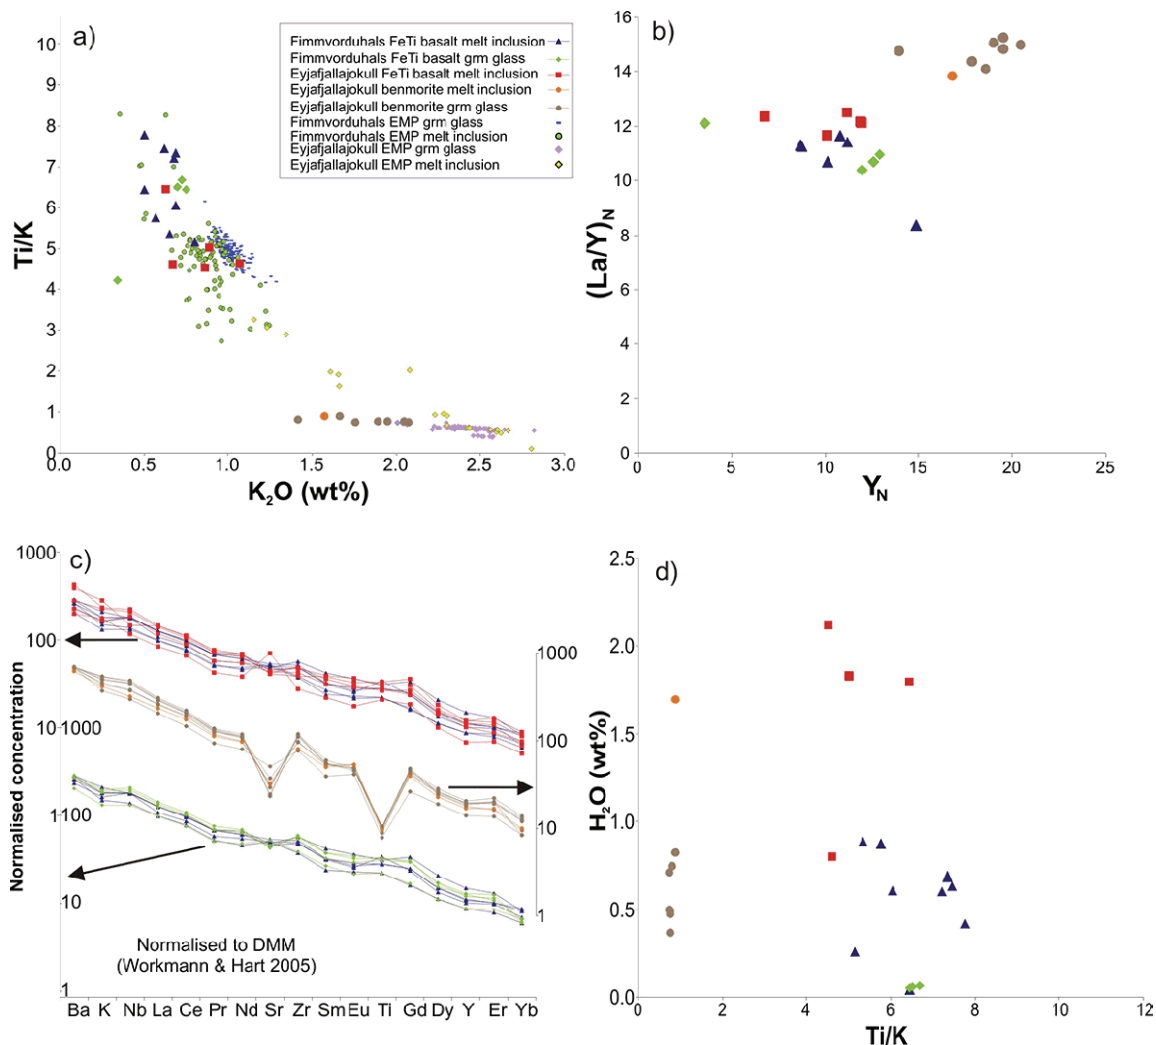 a)
10
9
8
7
6
5
4
3
2
1
0.0
0.5
1.0
1.5
2.0
2.5
3.0
Ti/K
K2O (wt%)
Fimmvorduhals FeTi basalt melt inclusion
Fimmvorduhals FeTi basalt grm glass
Eyjafjallajokull FeTi basalt melt inclusion
Eyjafjallajokull benmorite melt inclusion
Eyjafjallajokull benmorite grm glass
Fimmvorduhals EMP grm glass
Fimmvorduhals EMP melt inclusion
Eyjafjallajokull EMP grm glass
Eyjafjallajokull EMP melt inclusion
b)
16
14
12
10
8
6
4
2
0
0
5
10
15
20
25
(La/Y)N
YN
c)
1000
100
10 1000
1 100
10
1
1000
100
10
1
Normalised concentration
Normalised to DMM
(Workmann & Hart 2005)
Ba K Nb La Ce Pr Nd Sr Zr Sm Eu Ti Gd Dy Y Er Yb
d)
2.5
2.0
1.5
1.0
0.5
0.0
0
2
4
6
8
10
12
H2O (wt%)
Ti/K